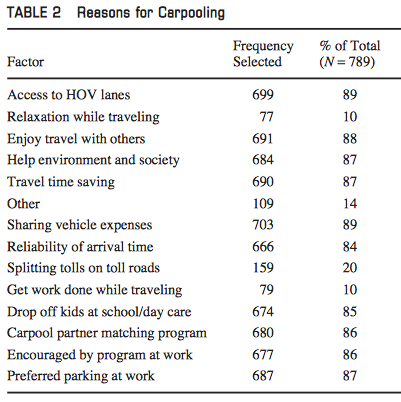 TABLE 2 Reasons for Carpooling
Frequency % of Total
Factor Selected (N = 789)
Access to HOV lanes 699 89
Relaxation while traveling 77 10
Enjoy travel with others 691 88
Help environment and society 684 87
Travel time saving 690 87
Other 109 14
Sharing vehicle expenses 703 89
Reliability of arrival time 666 84
Splitting tolls on toll roads 159 20
Get work done while traveling 79 10
Drop off kids at school/day care 674 85
Carpool partner matching program 680 86
Encouraged by program at work 677 86
Preferred parking at work 687 87